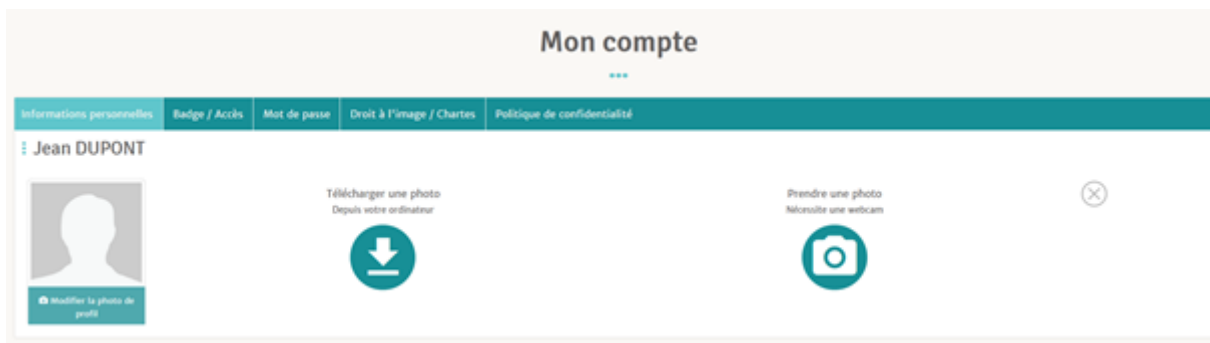 Mon compte
Informations personnelles
Badge / Accès
Mot de passe
Droit à l'image / Chartes
Politique de confidentialité
Jean DUPONT
Télécharger une photo
Depuis votre ordinateur
Prendre une photo
Nécessite une webcam
Modifier la photo de
profil